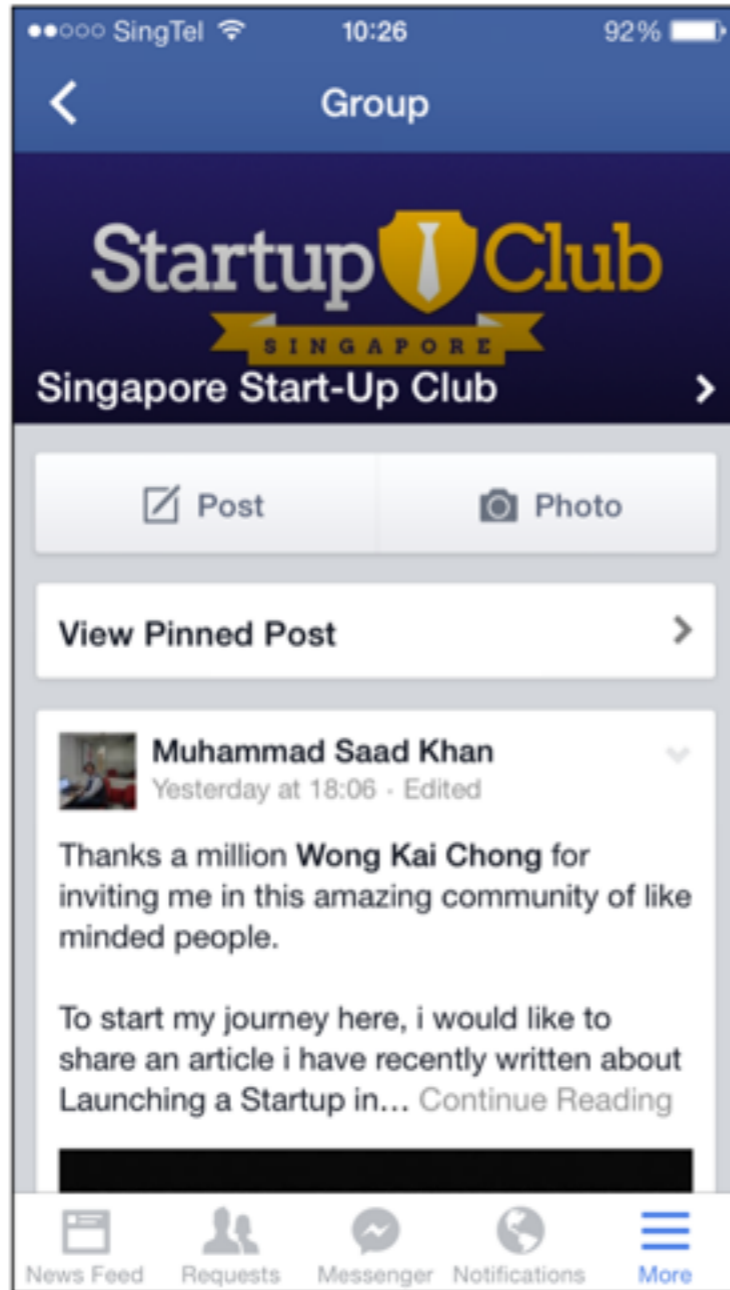 SingTel 10:26 92%
Group
Startup Club
SINGAPORE
Singapore Start-Up Club
Post Photo
View Pinned Post
Muhammad Saad Khan
Yesterday at 18:06 · Edited
Thanks a million Wong Kai Chong for
inviting me in this amazing community of like
minded people.
To start my journey here, i would like to
share an article i have recently written about
Launching a Startup in... Continue Reading
News Feed Requests Messenger Notifications More